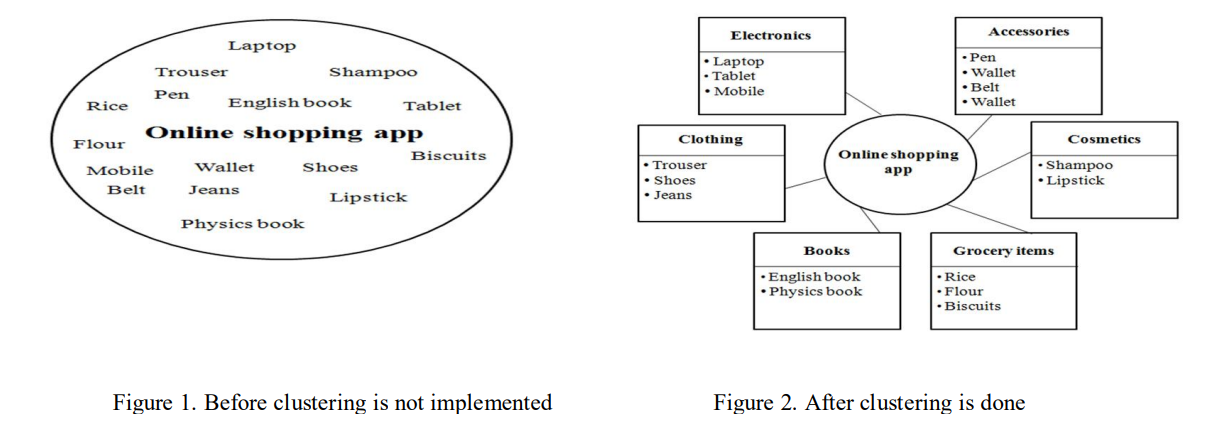 Laptop
Trouser Shampoo
Rice Pen English book Tablet
Online shopping app
Flour
Biscuits
Mobile Wallet Shoes
Belt Jeans Lipstick
Physics book
Figure 1. Before clustering is not implemented
Electronics
• Laptop
• Tablet
• Mobile
Accessories
• Pen
• Wallet
• Belt
• Wallet
Clothing
• Trouser
• Shoes
• Jeans
Online shopping
app
Cosmetics
• Shampoo
• Lipstick
Books
• English book
• Physics book
Grocery items
• Rice
• Flour
• Biscuits
Figure 2. After clustering is done